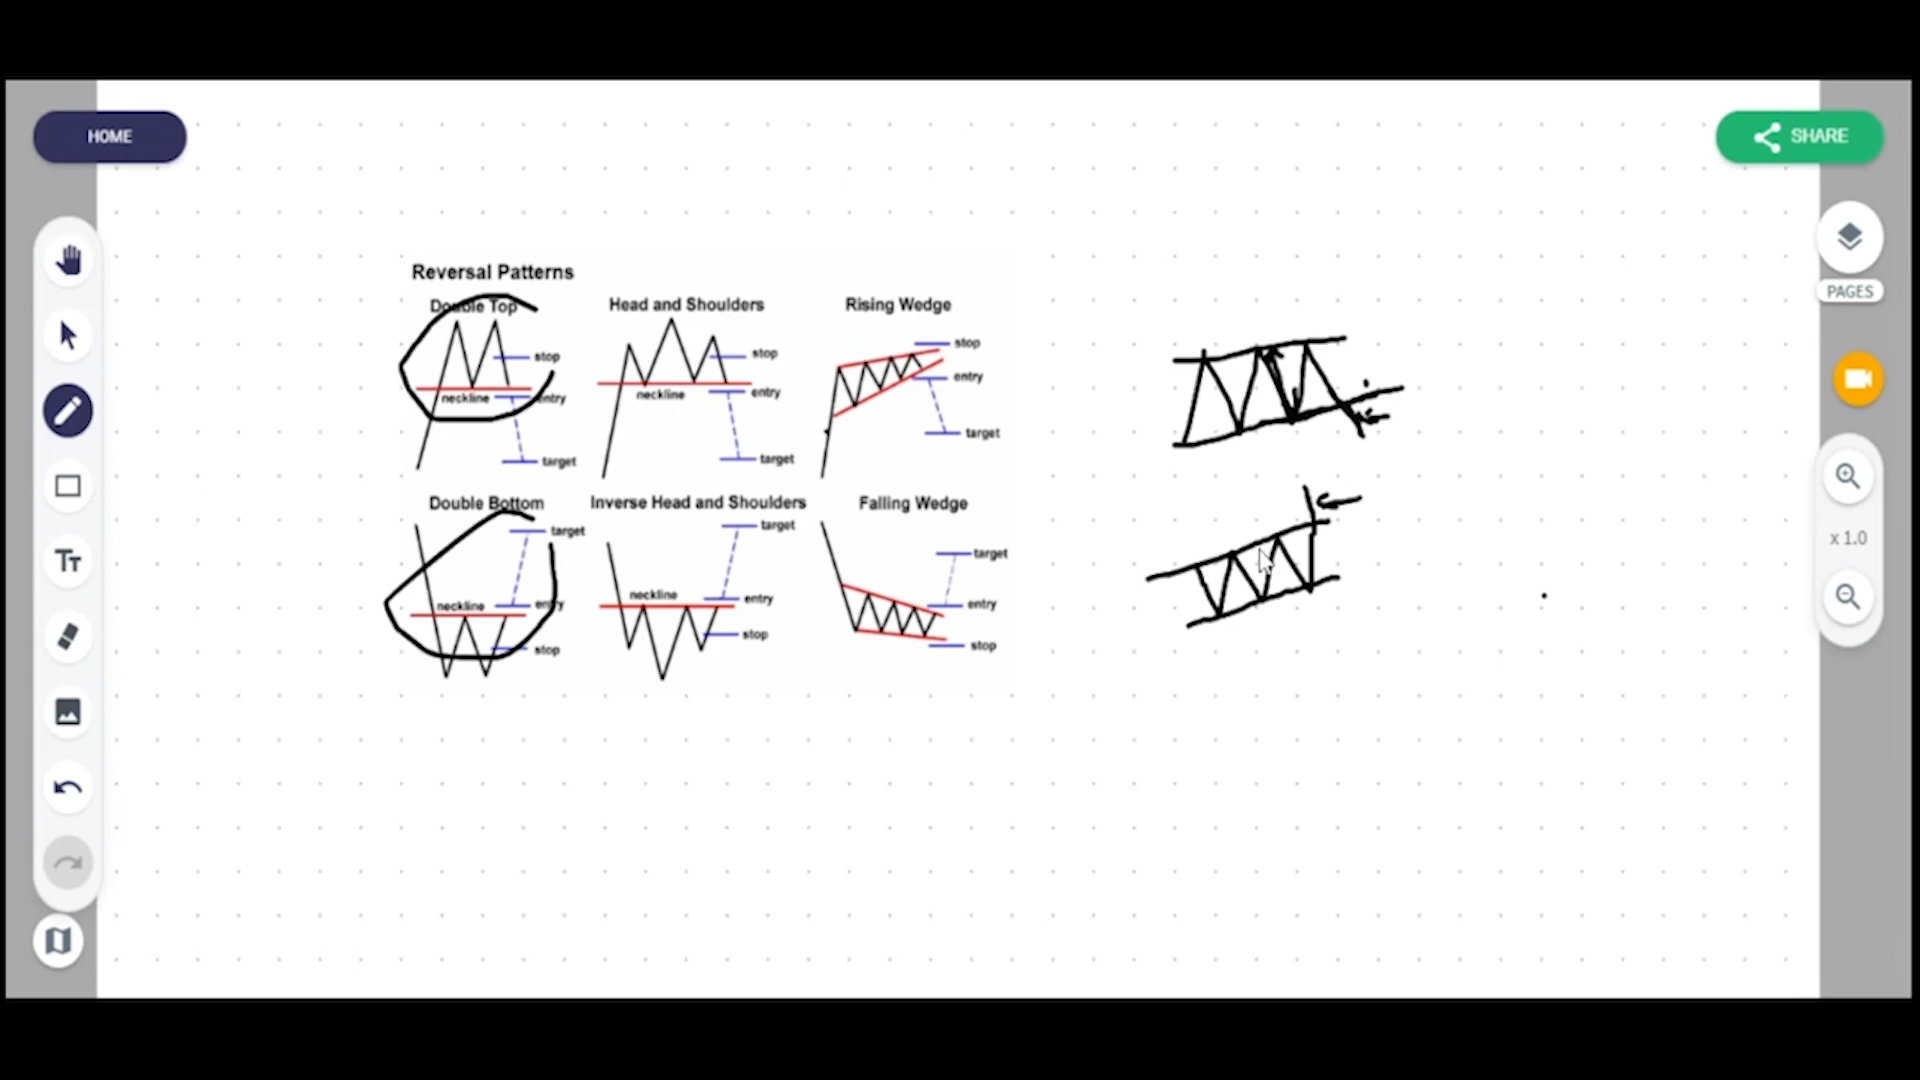 HOME
SHARE
PAGES
Reversal Patterns
Double Top
Head and Shoulders
Rising Wedge
stop
neckline
entry
target
stop
neckline
entry
target
stop
entry
target
Double Bottom
Inverse Head and Shoulders
Falling Wedge
target
neckline
entry
stop
target
neckline
entry
stop
target
entry
stop
TT
x 1.0